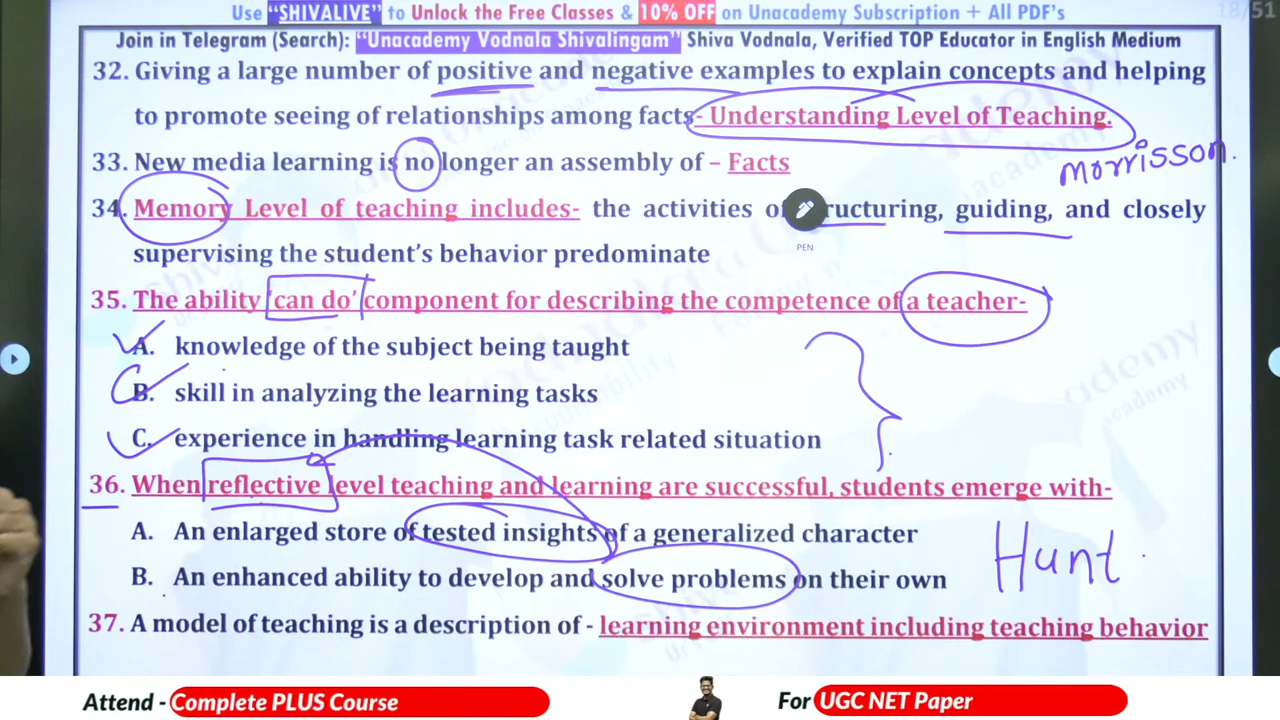 Use "SHIVALIVE" to Unlock the Free Classes & 10% OFF on Unacademy Subscription + All PDF's
18/51
Join in Telegram (Search): "Unacademy Vodnala Shivalingam" Shiva Vodnala, Verified TOP Educator in English Medium
32. Giving a large number of positive and negative examples to explain concepts and helping
to promote seeing of relationships among facts- Understanding Level of Teaching.
morrisson.
33. New media learning is no longer an assembly of – Facts
34. Memory Level of teaching includes- the activities of structuring, guiding, and closely
PEN
supervising the student's behavior predominate
35. The ability 'can do' component for describing the competence of a teacher-
A. knowledge of the subject being taught
B. skill in analyzing the learning tasks
C. experience in handling learning task related situation
36. When reflective level teaching and learning are successful, students emerge with-
A. An enlarged store of tested insights of a generalized character
Hunt
B. An enhanced ability to develop and solve problems on their own
37. A model of teaching is a description of - learning environment including teaching behavior
Attend - Complete PLUS Course
For UGC NET Paper